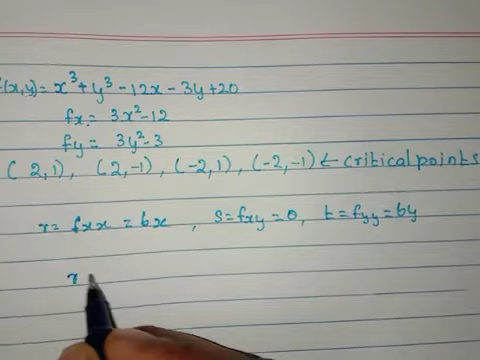 f(x,y) = x³ + y³ - 12x - 3y + 20
fx = 3x² - 12
fy = 3y² - 3
(2,1), (2,-1), (-2,1), (-2,-1) ← critical points
r = fxx = 6x, s = fxy = 0, t = fyy = 6y
r